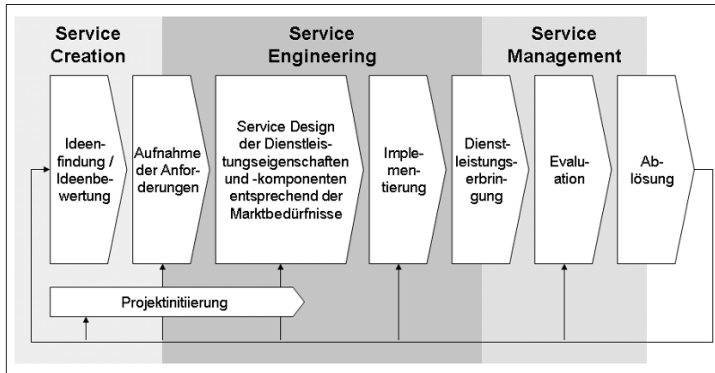 Service
Creation
Service
Engineering
Service
Management
Ideen-
findung /
Ideenbe-
wertung
Aufnahme
der Anfor-
derungen
Service Design
der Dienstleis-
tungseigenschaften
und -komponenten
entsprechend der
Marktbedürfnisse
Imple-
men-
tierung
Dienst-
leistungs-
erbrin-
gung
Evalu-
ation
Ab-
lösung
Projektinitiierung